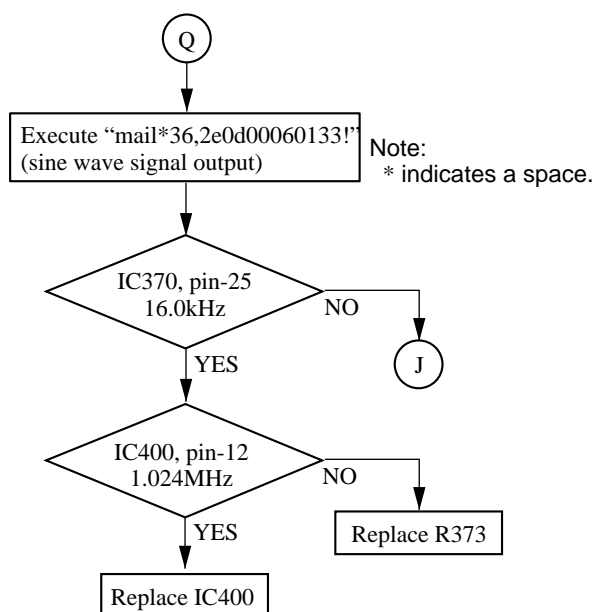 Q
Execute “mail*36,2e0d00060133!”
(sine wave signal output)
Note:
* indicates a space.
IC370, pin-25
16.0kHz
NO
YES
J
IC400, pin-12
1.024MHz
NO
YES
Replace R373
Replace IC400